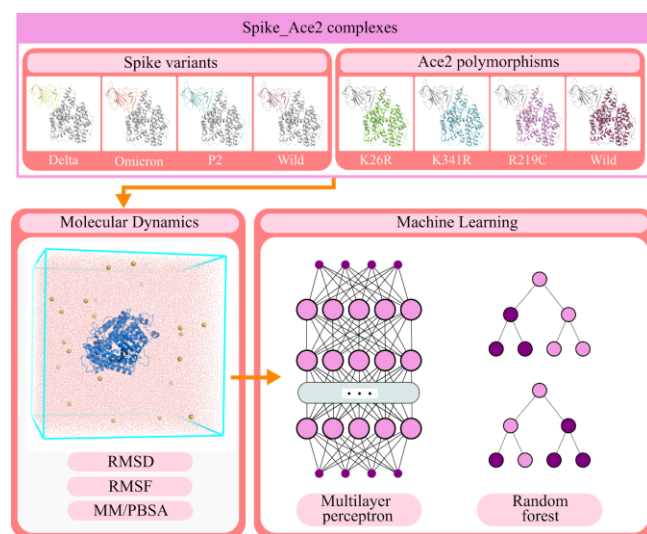 Spike_Ace2 complexes
Spike variants
Ace2 polymorphisms
Delta
Omicron
P2
Wild
K26R
K341R
R219C
Wild
Molecular Dynamics
Machine Learning
RMSD
RMSF
MM/PBSA
Multilayer
perceptron
Random
forest